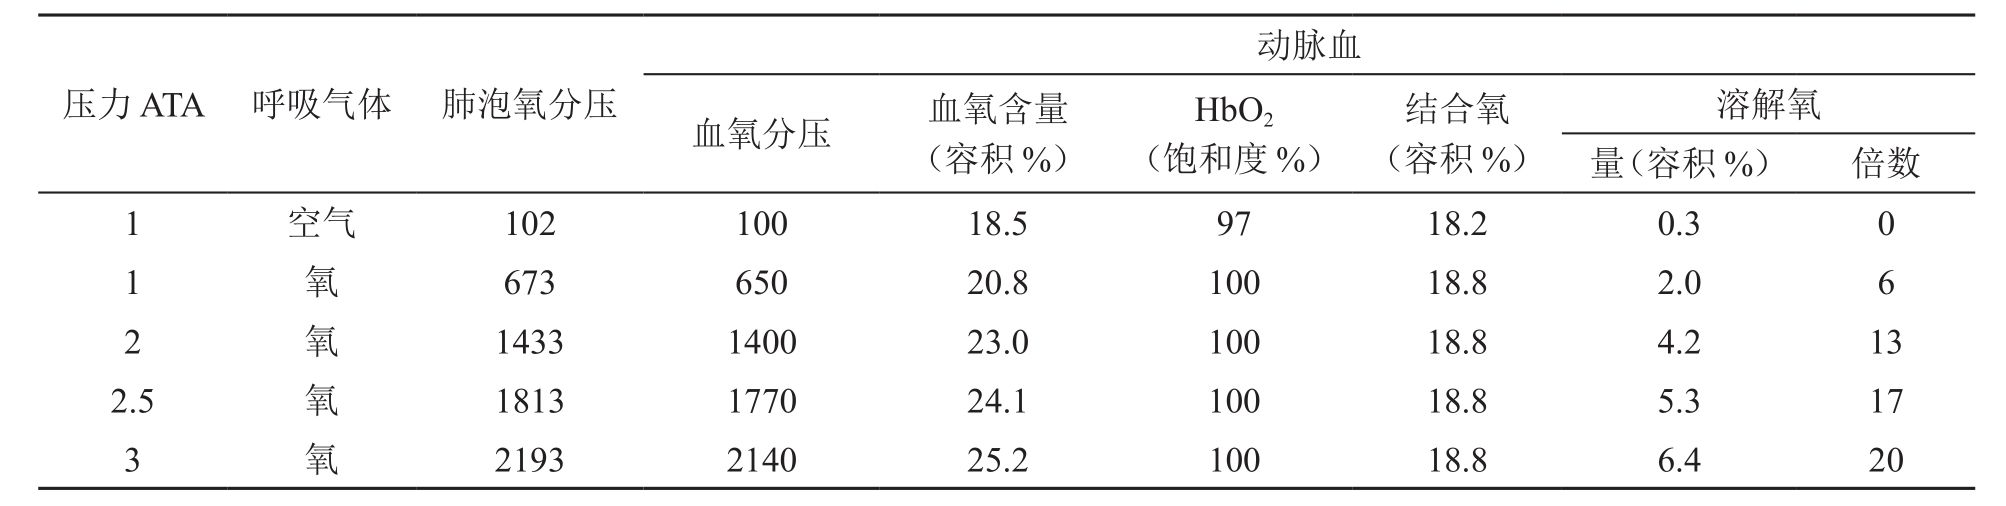 动脉血
压力 ATA 呼吸气体 肺泡氧分压 血氧分压 血氧含量（容积 %） HbO₂（饱和度 %） 结合氧（容积 %） 溶解氧
量（容积 %） 倍数
1 空气 102 100 18.5 97 18.2 0.3 0
1 氧 673 650 20.8 100 18.8 2.0 6
2 氧 1433 1400 23.0 100 18.8 4.2 13
2.5 氧 1813 1770 24.1 100 18.8 5.3 17
3 氧 2193 2140 25.2 100 18.8 6.4 20